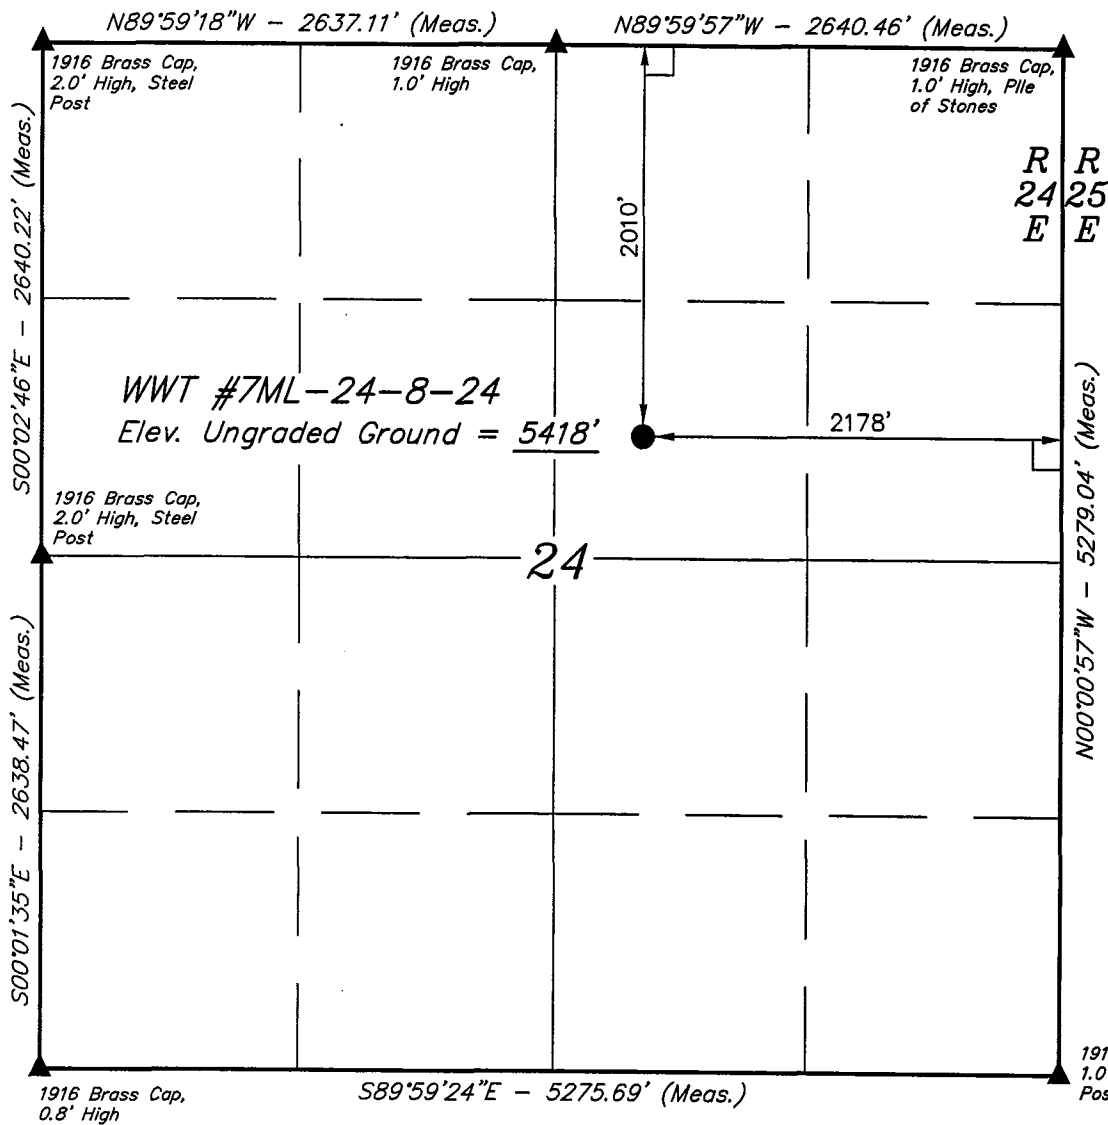 N89°59'18"W - 2637.11' (Meas.)
N89°59'57"W - 2640.46' (Meas.)
1916 Brass Cap,
2.0' High, Steel
Post
1916 Brass Cap,
1.0' High
1916 Brass Cap,
1.0' High, Pile
of Stones
R R
24 25
E E
S00°02'46"E - 2640.22' (Meas.)
2010'
WWT #7ML-24-8-24
Elev. Ungraded Ground = 5418'
2178'
N00°00'57"W - 5279.04' (Meas.)
1916 Brass Cap,
2.0' High, Steel
Post
24
S00°01'35"E - 2638.47' (Meas.)
1916 Brass Cap,
0.8' High
S89°59'24"E - 5275.69' (Meas.)
191
1.0
Pos